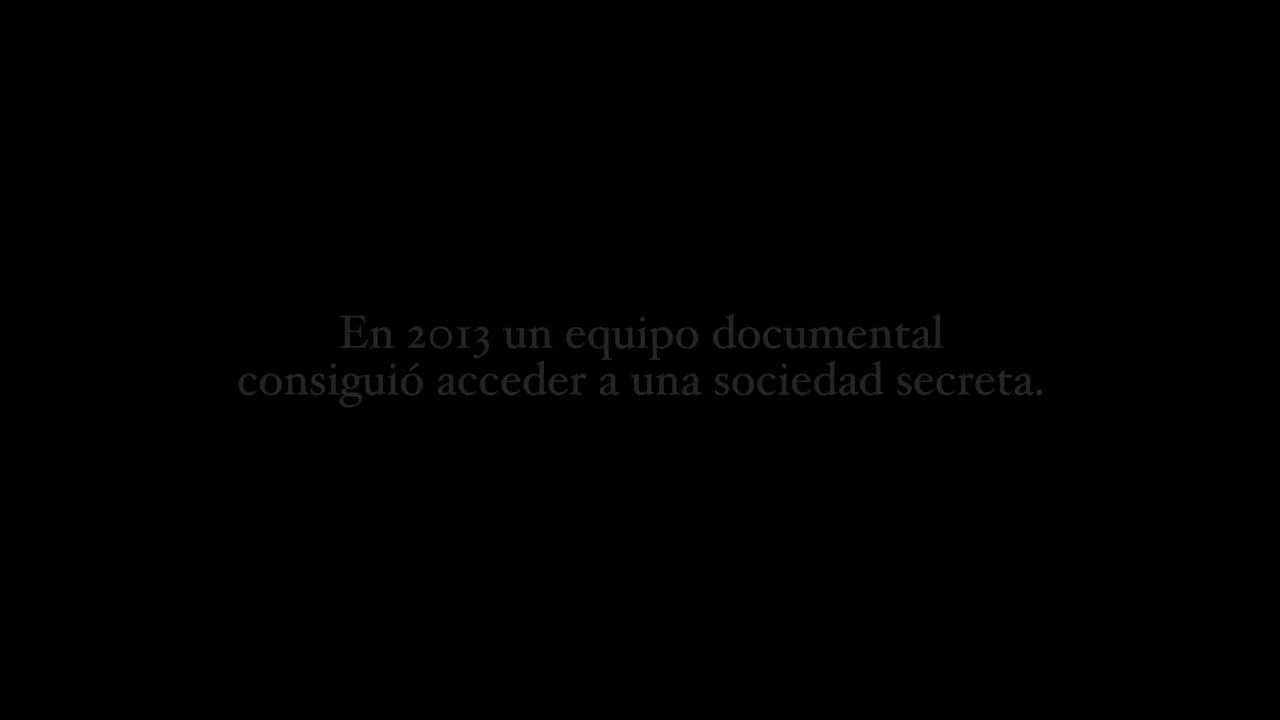 En 2013 un equipo documental
consiguió acceder a una sociedad secreta.